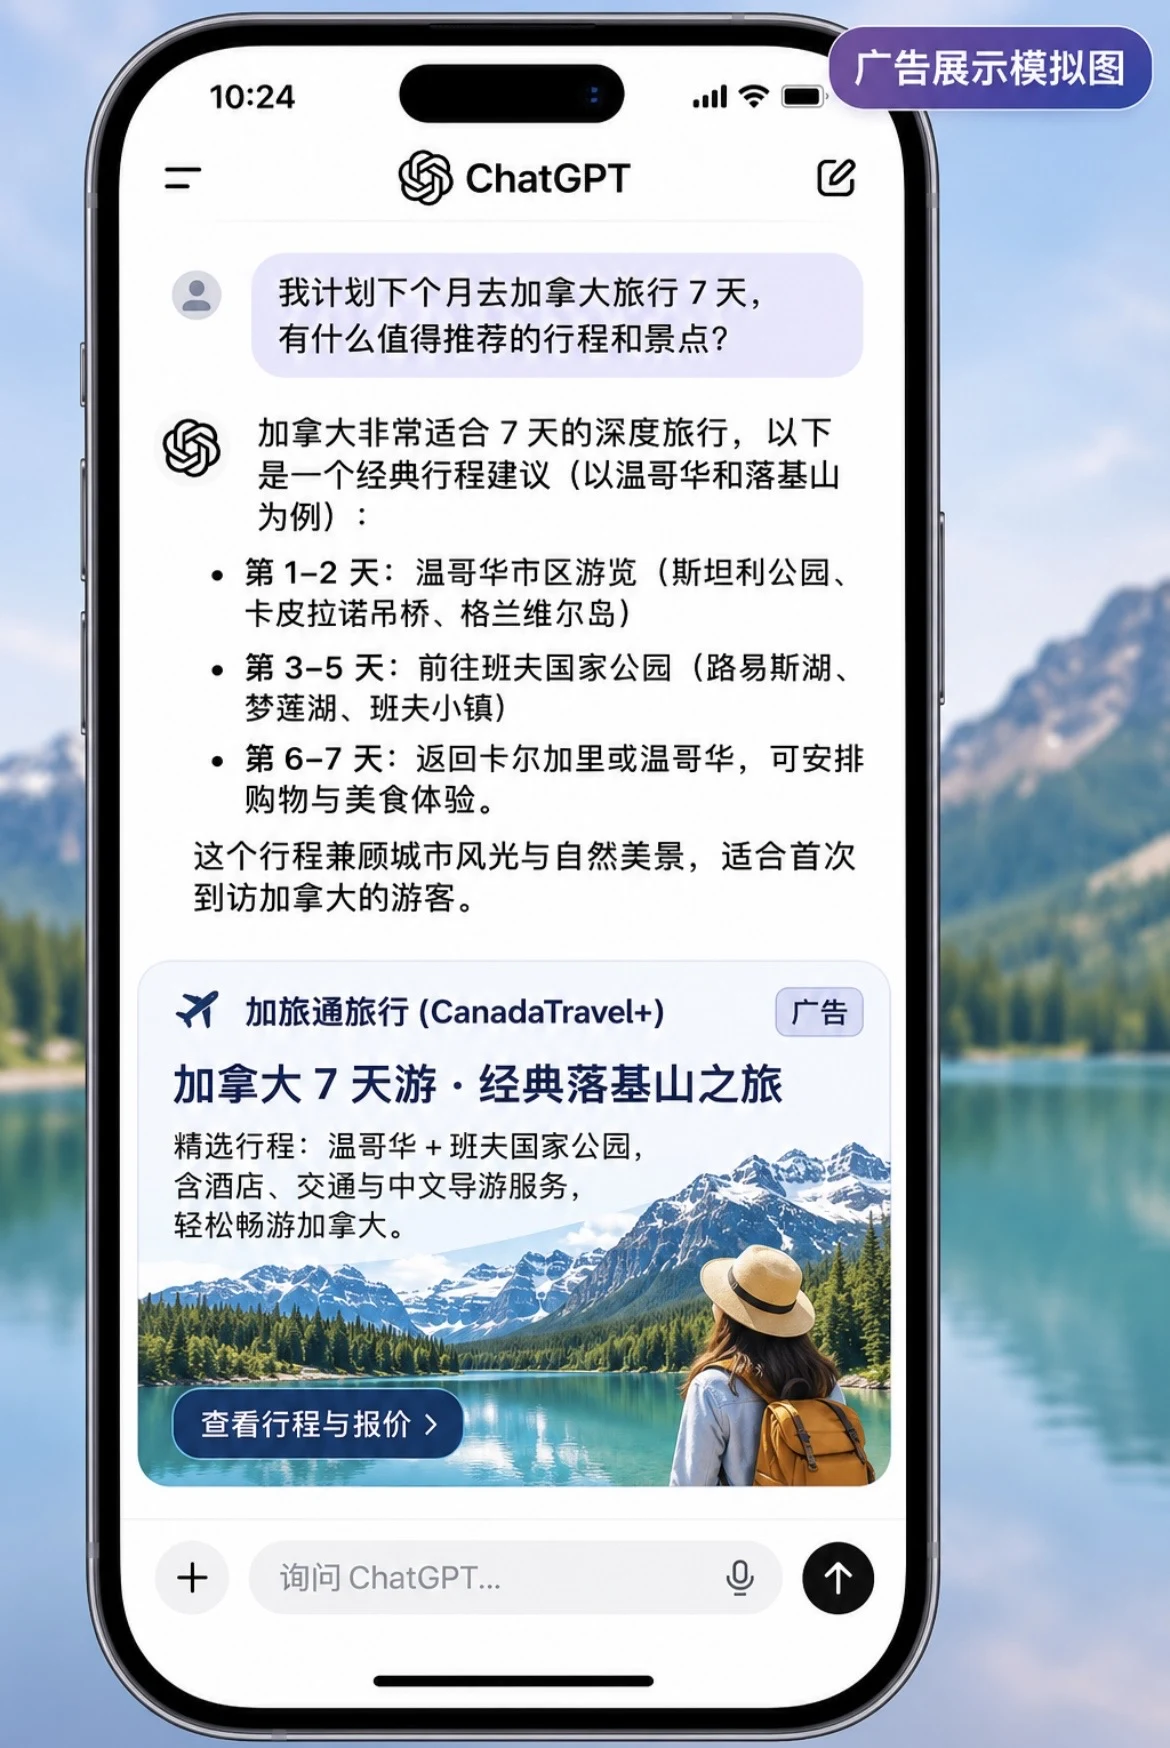 广告展示模拟图
10:24
ChatGPT
我计划下个月去加拿大旅行 7 天，
有什么值得推荐的行程和景点？
加拿大非常适合 7 天的深度旅行，以下
是一个经典行程建议（以温哥华和落基山
为例）：
• 第 1–2 天：温哥华市区游览（斯坦利公园、
卡皮拉诺吊桥、格兰维尔岛）
• 第 3–5 天：前往班夫国家公园（路易斯湖、
梦莲湖、班夫小镇）
• 第 6–7 天：返回卡尔加里或温哥华，可安排
购物与美食体验。
这个行程兼顾城市风光与自然美景，适合首次
到访加拿大的游客。
加旅通旅行 (CanadaTravel+)
广告
加拿大 7 天游 · 经典落基山之旅
精选行程：温哥华 + 班夫国家公园，
含酒店、交通与中文导游服务，
轻松畅游加拿大。
查看行程与报价 >
询问 ChatGPT...